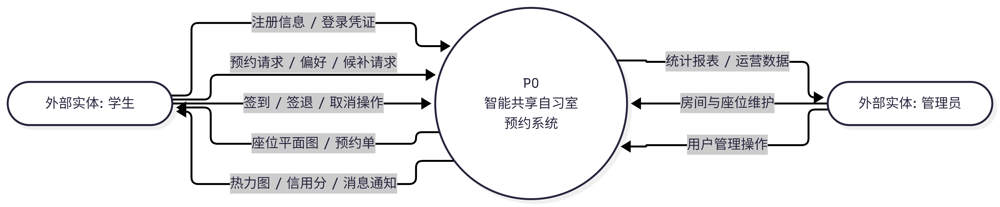 注册信息 / 登录凭证
预约请求 / 偏好 / 候补请求
签到 / 签退 / 取消操作
座位平面图 / 预约单
热力图 / 信用分 / 消息通知
外部实体: 学生
P0
智能共享自习室
预约系统
统计报表 / 运营数据
房间与座位维护
用户管理操作
外部实体: 管理员